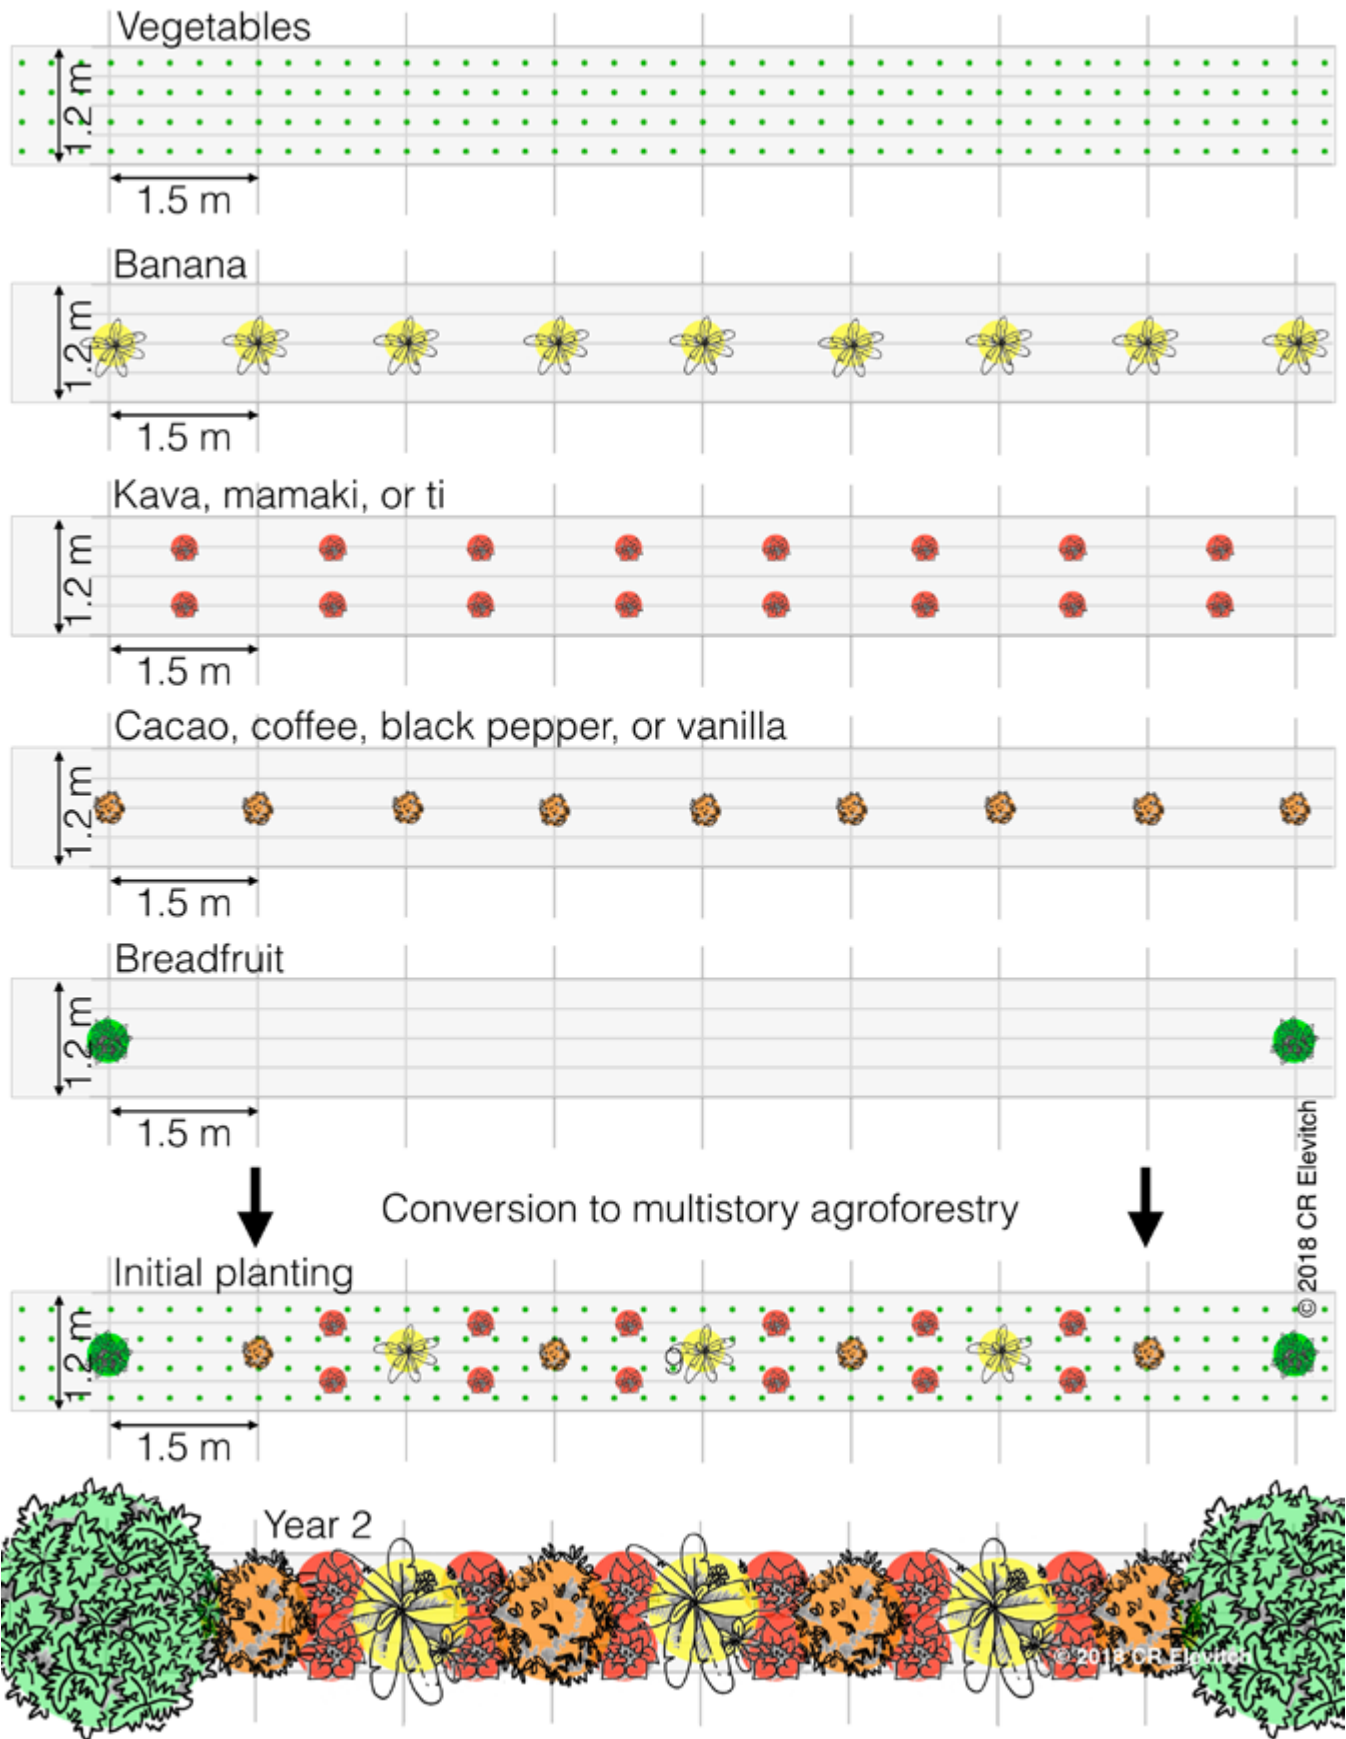 Vegetables
1.2 m
1.5 m
Banana
1.2 m
1.5 m
Kava, mamaki, or ti
1.2 m
1.5 m
Cacao, coffee, black pepper, or vanilla
1.2 m
1.5 m
Breadfruit
1.2 m
1.5 m
© 2018 CR Elevitch
Conversion to multistory agroforestry
Initial planting
1.2 m
9
1.5 m
Year 2
© 2018 CR Elevitch